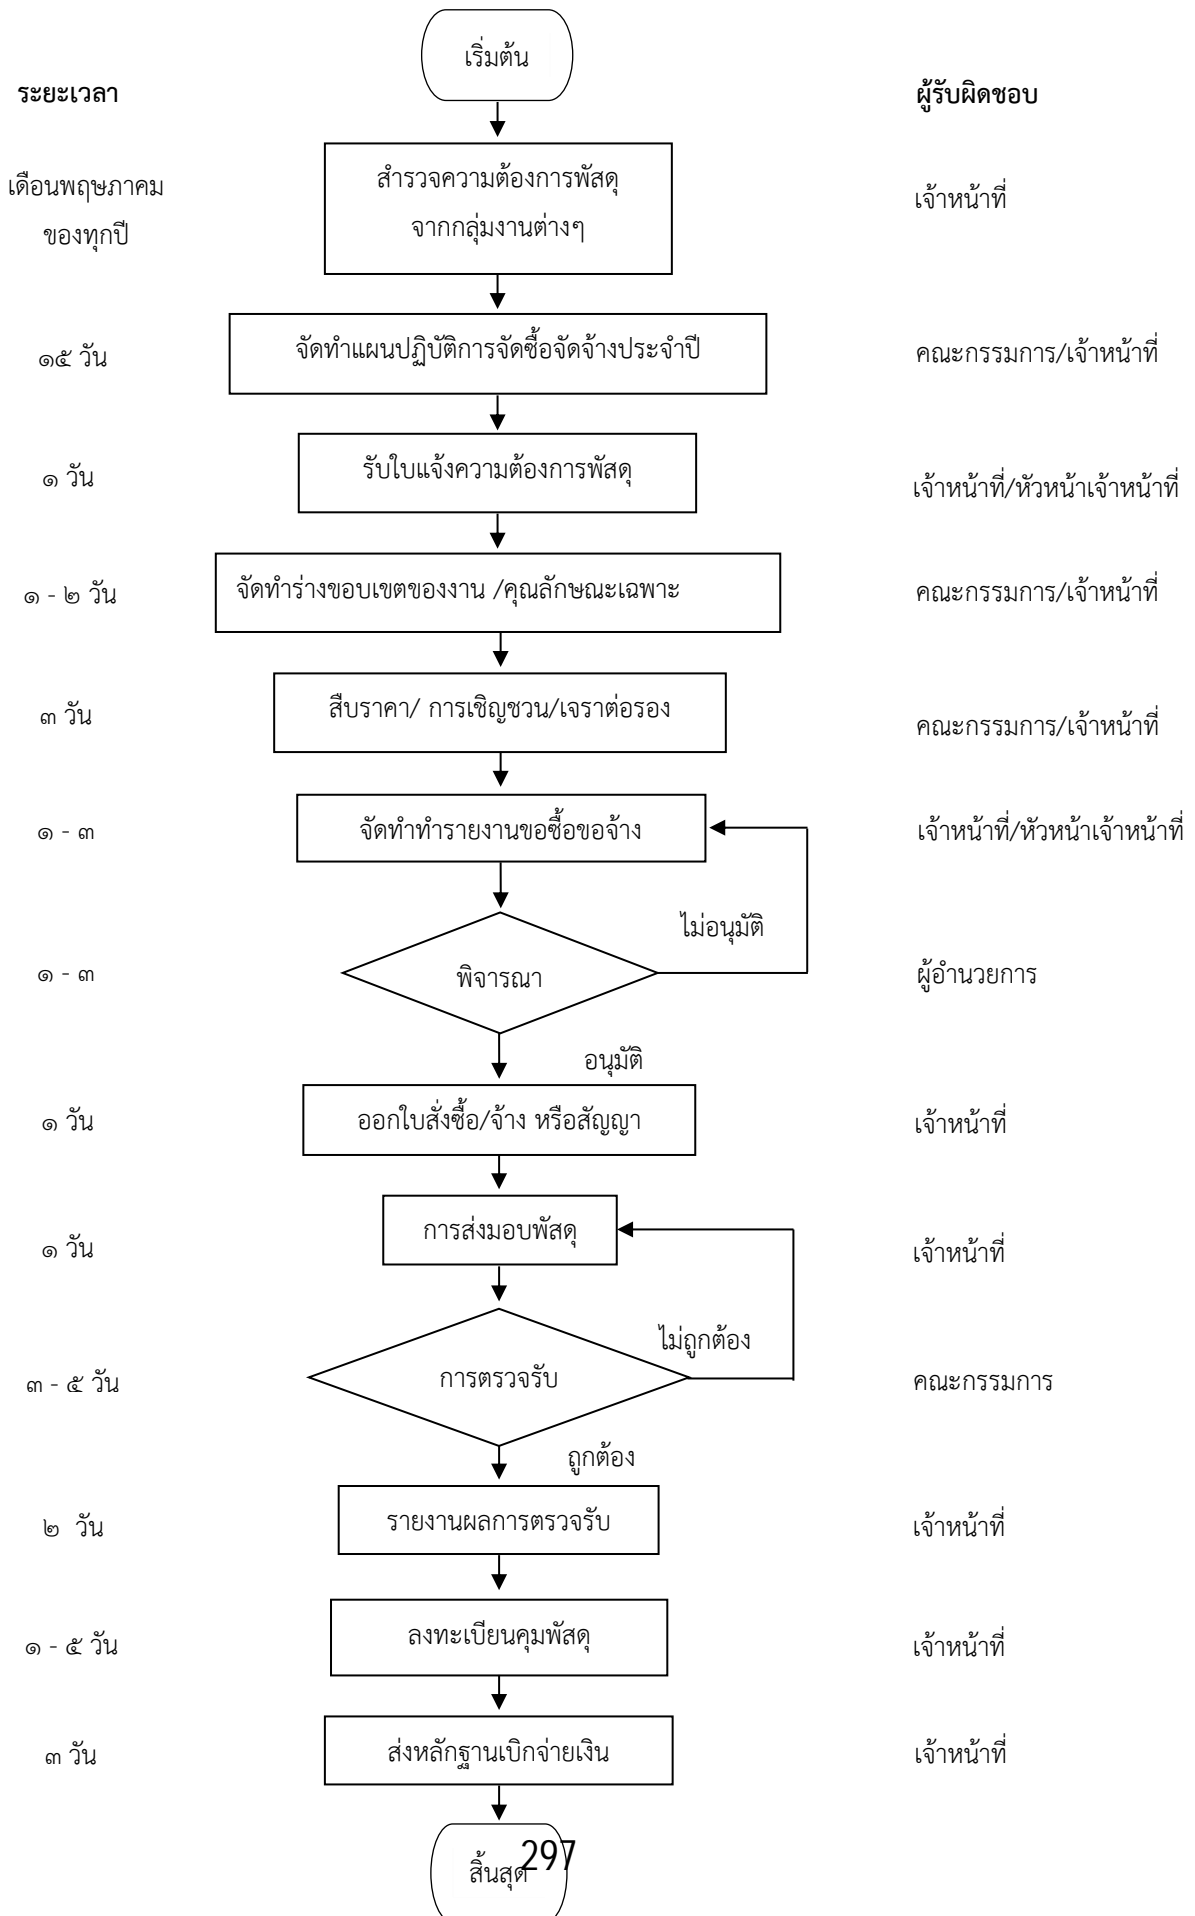 เริ่มต้น
ระยะเวลา
ผู้รับผิดชอบ
เดือนพฤษภาคม
ของทุกปี
สำรวจความต้องการพัสดุ
จากกลุ่มงานต่างๆ
เจ้าหน้าที่
๑๕ วัน
จัดทำแผนปฏิบัติการจัดซื้อจัดจ้างประจำปี
คณะกรรมการ/เจ้าหน้าที่
๑ วัน
รับใบแจ้งความต้องการพัสดุ
เจ้าหน้าที่/หัวหน้าเจ้าหน้าที่
๑ - ๒ วัน
จัดทำร่างขอบเขตของงาน /คุณลักษณะเฉพาะ
คณะกรรมการ/เจ้าหน้าที่
๓ วัน
สืบราคา/ การเชิญชวน/เจราต่อรอง
คณะกรรมการ/เจ้าหน้าที่
๑ - ๓
จัดทำทำรายงานขอซื้อขอจ้าง
เจ้าหน้าที่/หัวหน้าเจ้าหน้าที่
ไม่อนุมัติ
๑ - ๓
พิจารณา
ผู้อำนวยการ
อนุมัติ
๑ วัน
ออกใบสั่งซื้อ/จ้าง หรือสัญญา
เจ้าหน้าที่
๑ วัน
การส่งมอบพัสดุ
เจ้าหน้าที่
ไม่ถูกต้อง
๓ - ๕ วัน
การตรวจรับ
คณะกรรมการ
ถูกต้อง
๒ วัน
รายงานผลการตรวจรับ
เจ้าหน้าที่
๑ - ๕ วัน
ลงทะเบียนคุมพัสดุ
เจ้าหน้าที่
๓ วัน
ส่งหลักฐานเบิกจ่ายเงิน
เจ้าหน้าที่
สิ้นสุด
297